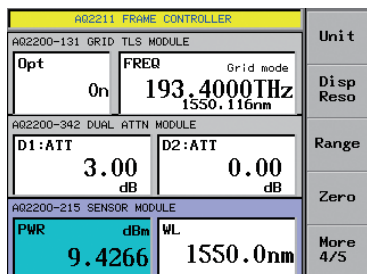 AQ2211 FRAME CONTROLLER
AQ2200-131 GRID TLS MODULE
Opt
On
FREQ
Grid mode
193.4000THz
1550.116nm
AQ2200-342 DUAL ATTN MODULE
D1:ATT
3.00
dB
D2:ATT
0.00
dB
AQ2200-215 SENSOR MODULE
PWR
dBm
9.4266
WL
1550.0nm
Unit
Disp
Reso
Range
Zero
More
4/5